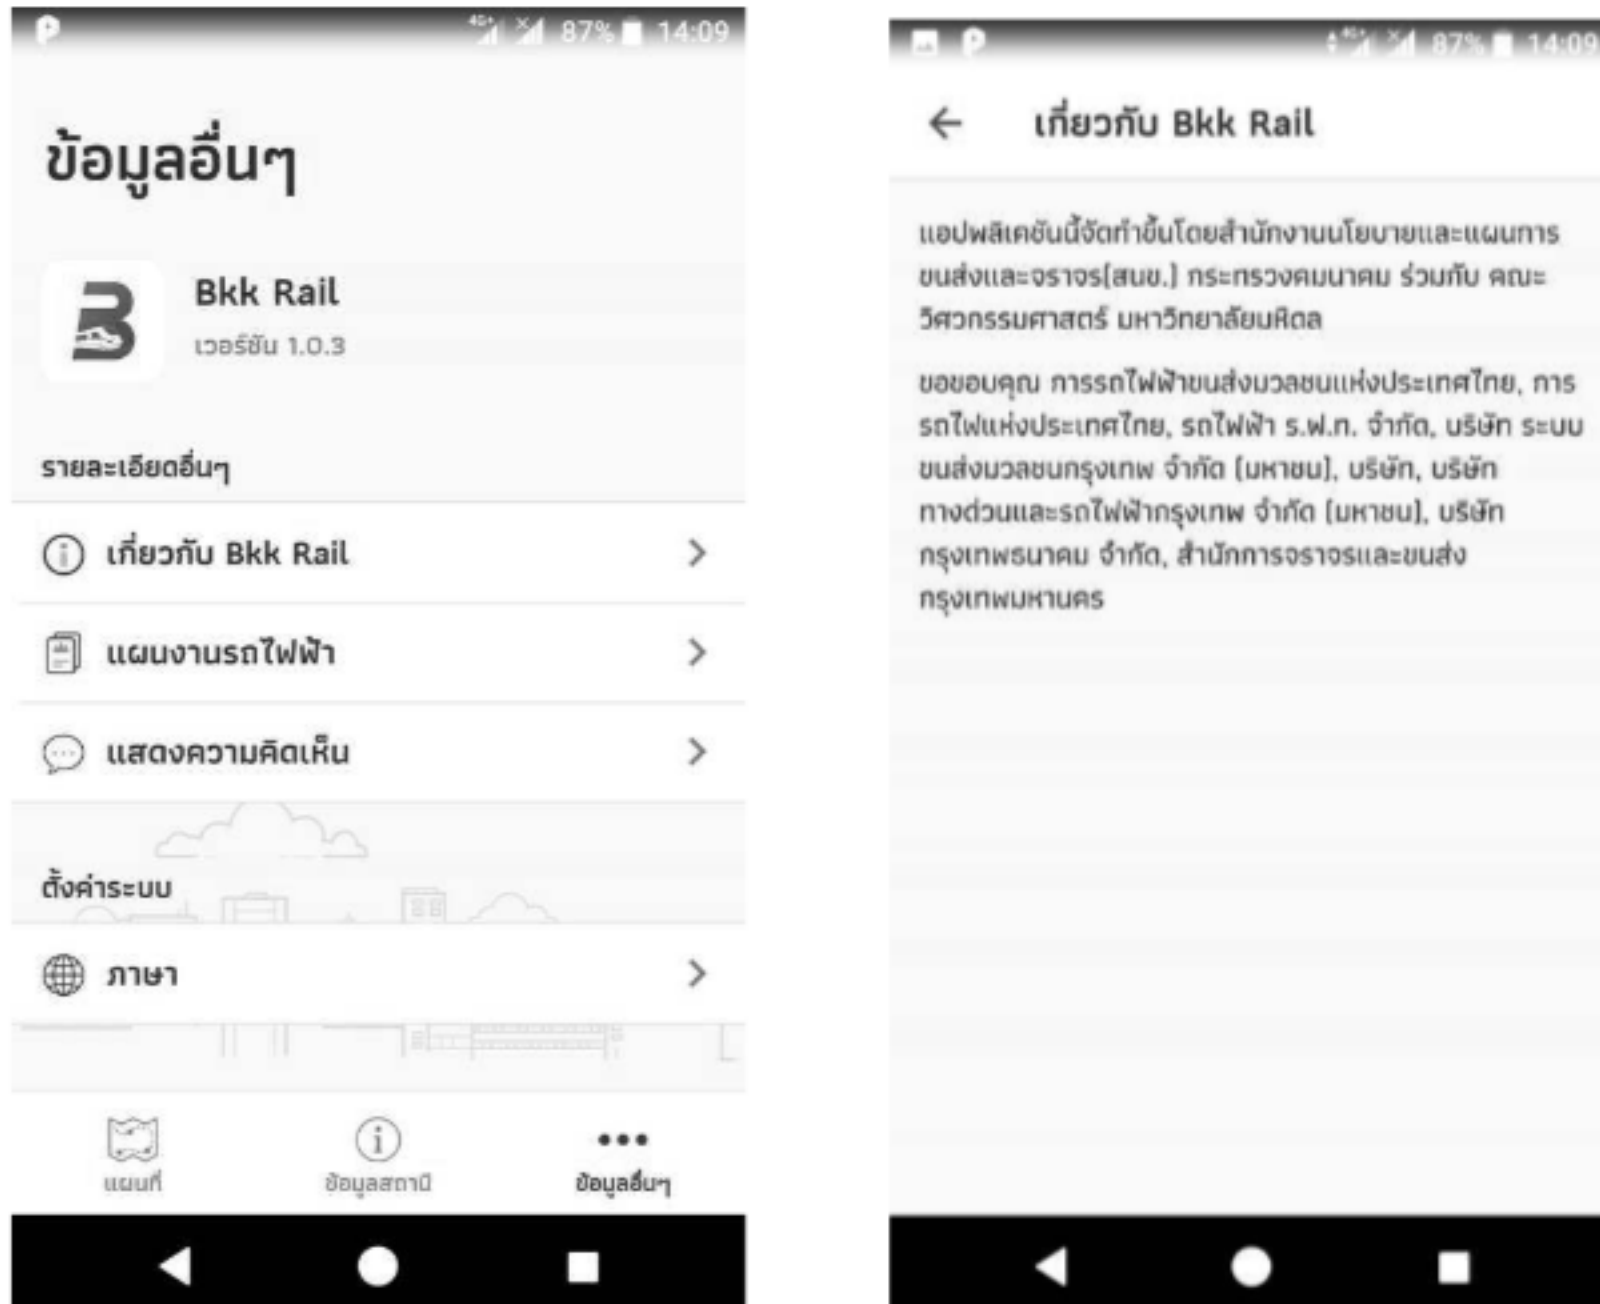 87% 14:09
ข้อมูลอื่นๆ
Bkk Rail
เวอร์ชัน 1.0.3
รายละเอียดอื่นๆ
เกี่ยวกับ Bkk Rail
แผนงานรถไฟฟ้า
แสดงความคิดเห็น
ตั้งค่าระบบ
ภาษา
แผนที่
ข้อมูลสถานี
ข้อมูลอื่นๆ
87% 14:09
เกี่ยวกับ Bkk Rail
แอปพลิเคชันนี้จัดทำขึ้นโดยสำนักงานนโยบายและแผนการ
ขนส่งและจราจร(สนข.) กระทรวงคมนาคม ร่วมกับ คณะ
วิศวกรรมศาสตร์ มหาวิทยาลัยมหิดล
ขอขอบคุณ การรถไฟฟ้าขนส่งมวลชนแห่งประเทศไทย, การ
รถไฟแห่งประเทศไทย, รถไฟฟ้า ร.ฟ.ท. จำกัด, บริษัท ระบบ
ขนส่งมวลชนกรุงเทพ จำกัด (มหาชน), บริษัท, บริษัท
ทางด่วนและรถไฟฟ้ากรุงเทพ จำกัด (มหาชน), บริษัท
กรุงเทพธนาคม จำกัด, สำนักการจราจรและขนส่ง
กรุงเทพมหานคร